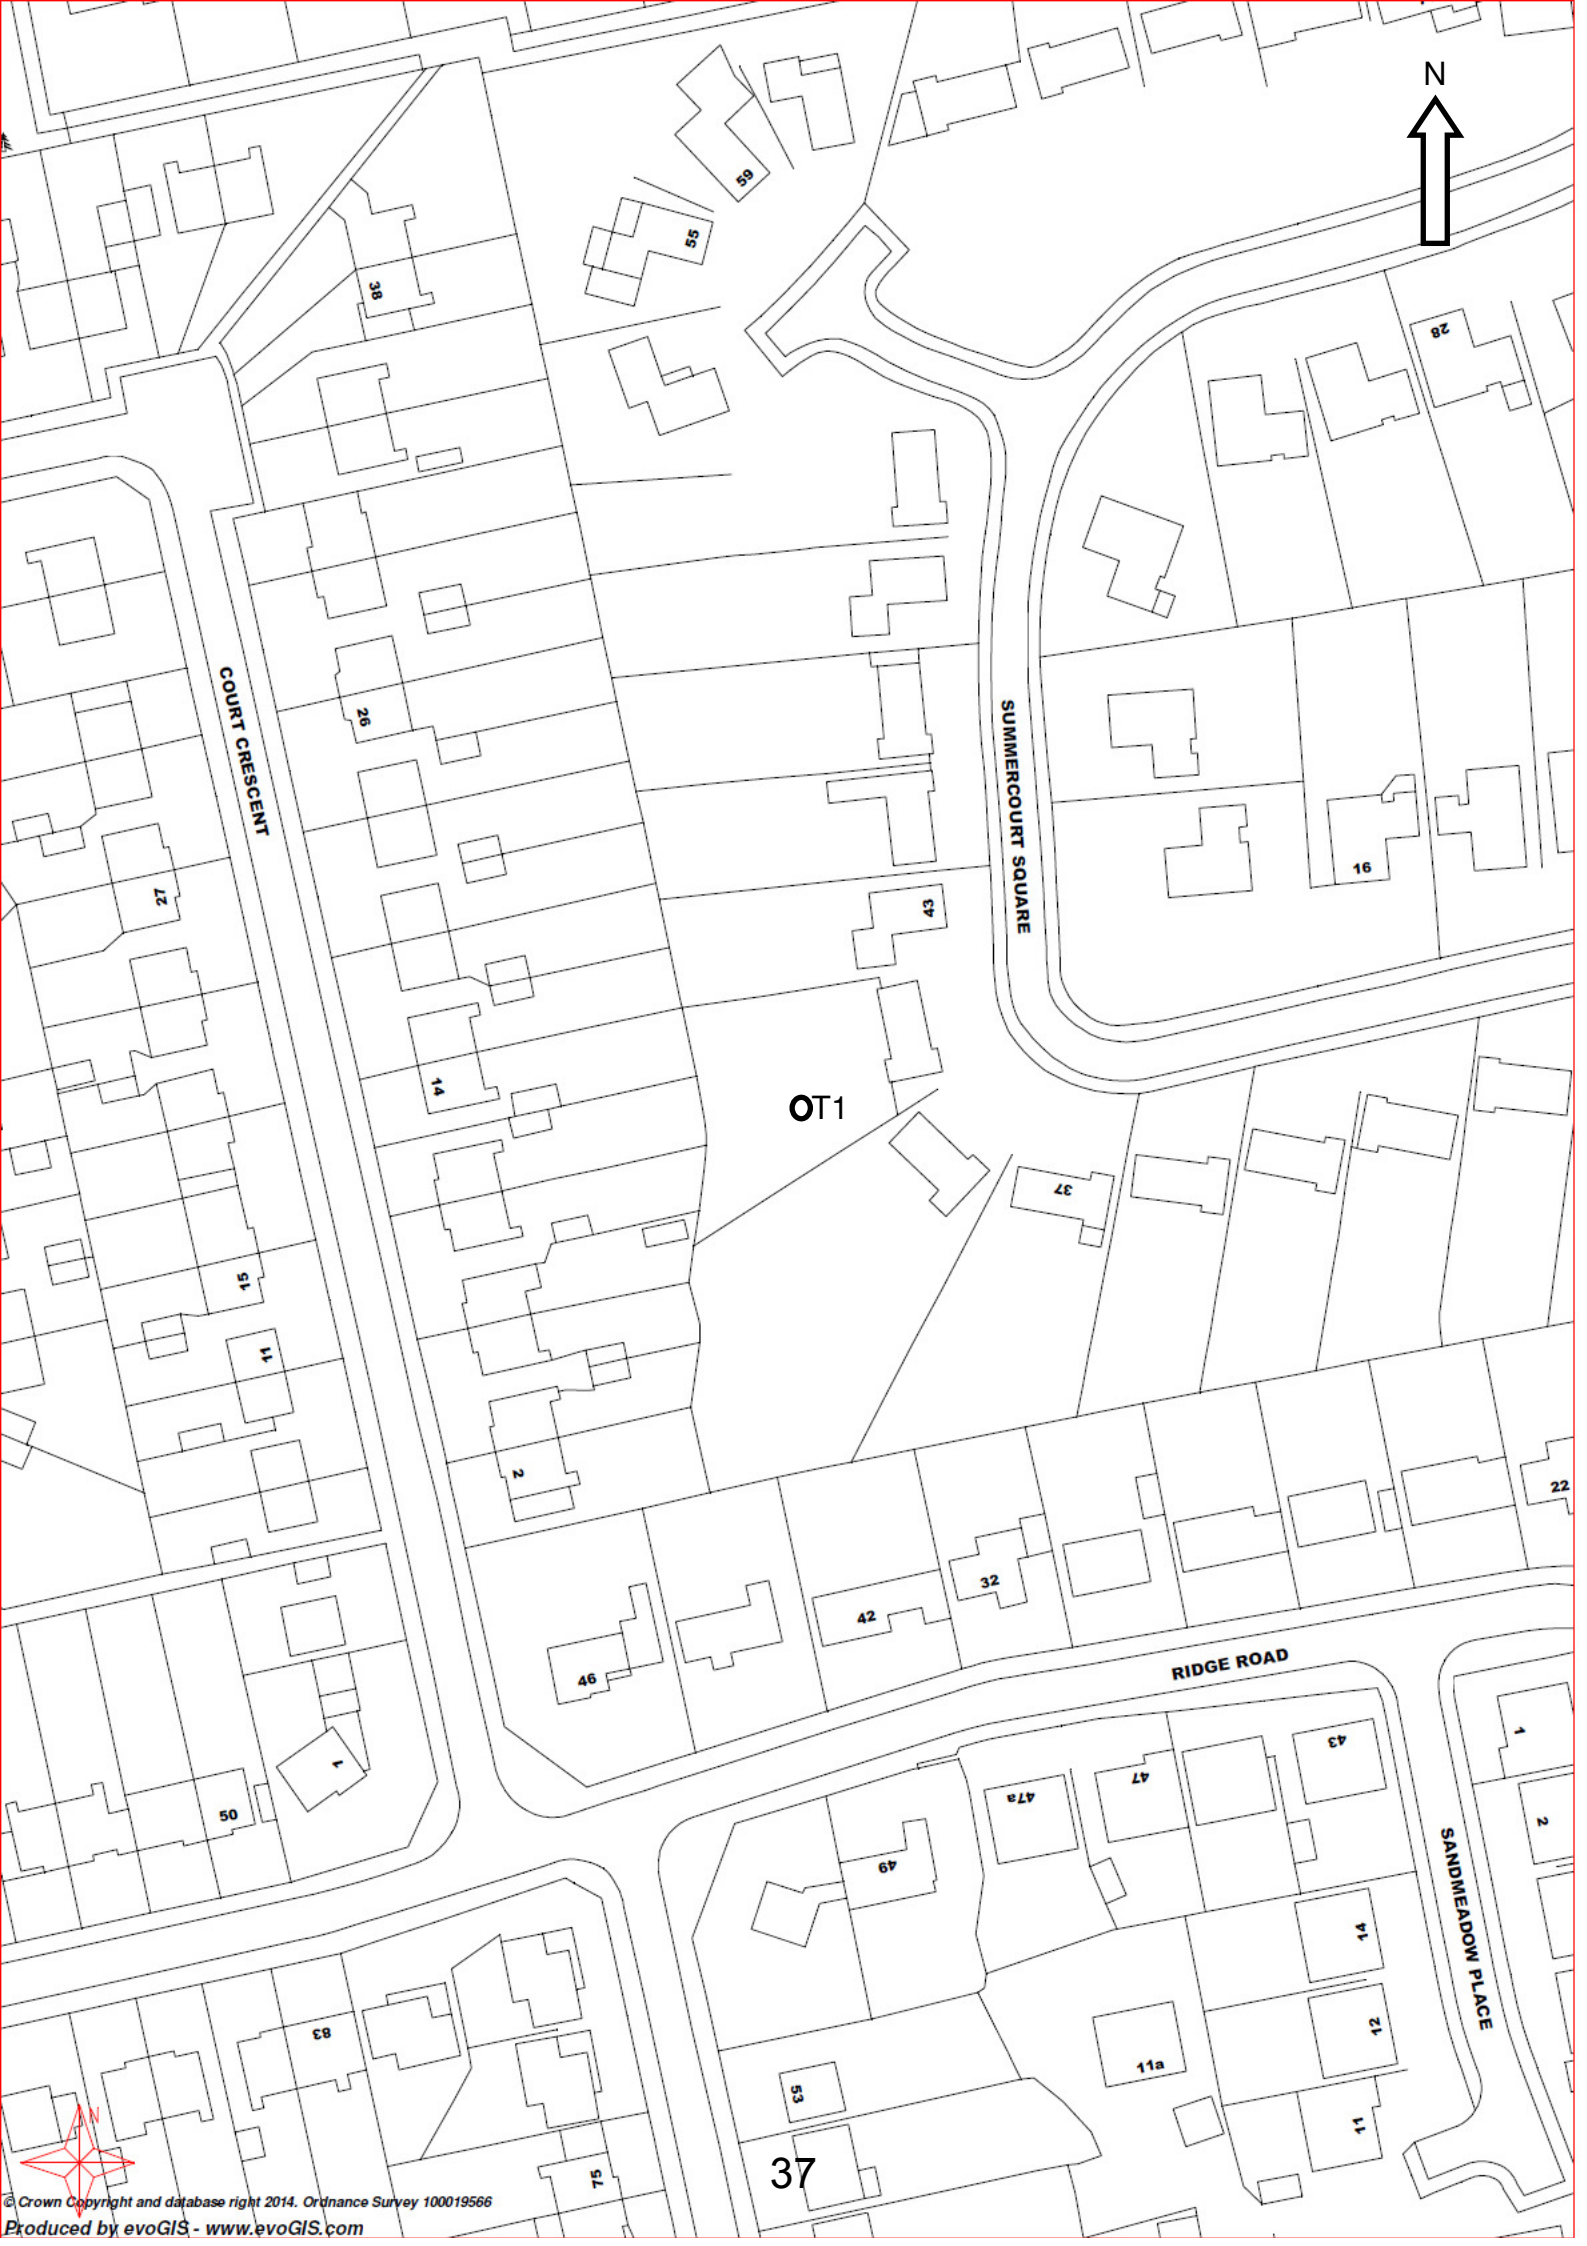 N
59
55
38
28
COURT CRESCENT
26
SUMMERCOURT SQUARE
16
27
43
14
T1
37
15
11
2
22
32
42
46
RIDGE ROAD
1
1
43
47
47a
50
2
49
SANDMEADOW PLACE
14
12
83
11a
53
11
37
75
N
© Crown Copyright and database right 2014. Ordnance Survey 100019566
Produced by evoGIS - www.evoGIS.com